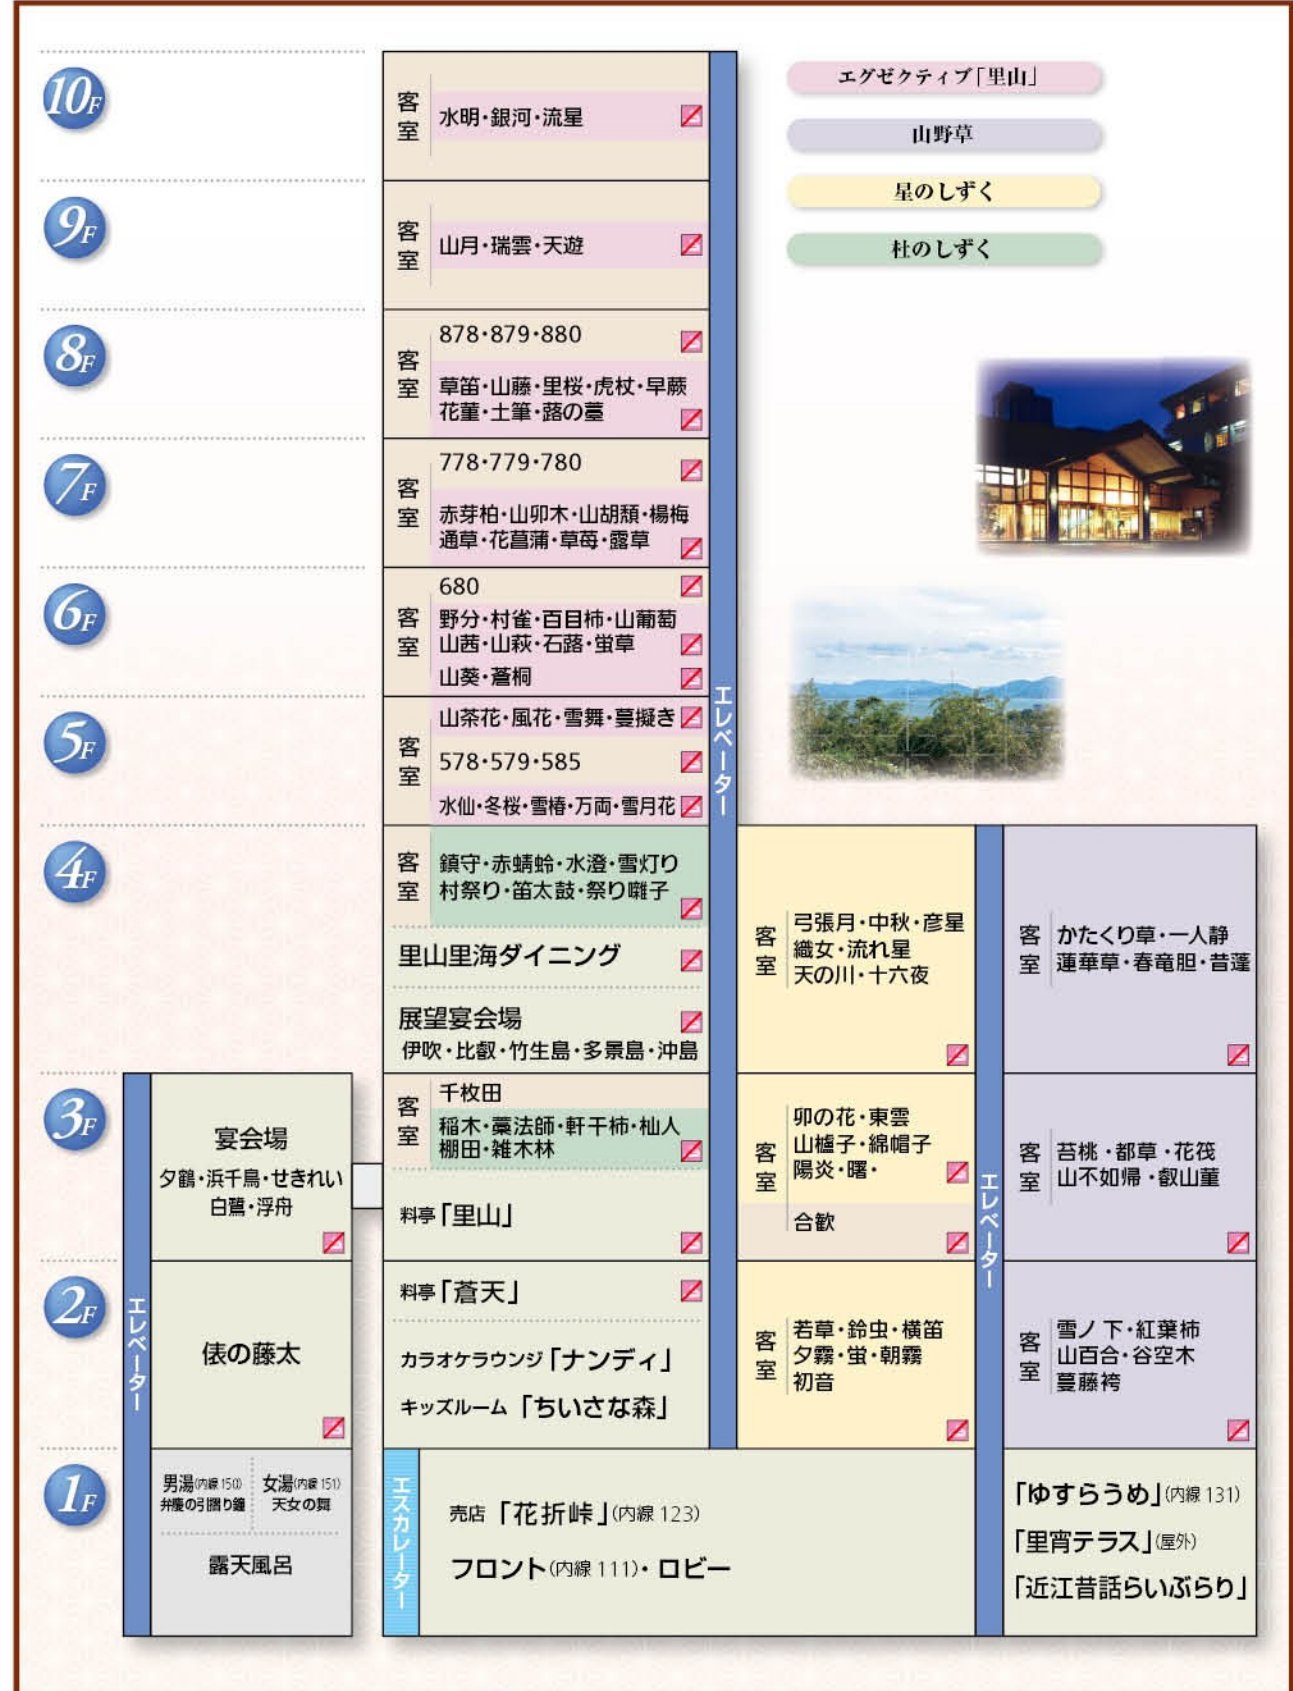 エグゼクティブ「里山」
山野草
星のしずく
杜のしずく
10F
客室
水明・銀河・流星
9F
客室
山月・瑞雲・天遊
8F
客室
878・879・880
草笛・山藤・里桜・虎杖・早蕨
花菫・土筆・蕗の薹
7F
客室
778・779・780
赤芽柏・山卯木・山胡頽・楊梅
通草・花菖蒲・草苺・露草
6F
客室
680
野分・村雀・百目柿・山葡萄
山茜・山萩・石蕗・蛍草
山葵・蒼桐
5F
客室
山茶花・風花・雪舞・蔓擬き
578・579・585
水仙・冬桜・雪椿・万両・雪月花
エレベーター
4F
客室
鎮守・赤蜻蛉・水澄・雪灯り
村祭り・笛太鼓・祭り囃子
里山里海ダイニング
展望宴会場
伊吹・比叡・竹生島・多景島・沖島
客室
弓張月・中秋・彦星
織女・流れ星
天の川・十六夜
客室
かたくり草・一人静
蓮華草・春竜胆・昔蓬
3F
宴会場
夕鶴・浜千鳥・せきれい
白鷺・浮舟
客室
千枚田
稲木・藁法師・軒干柿・杣人
棚田・雑木林
料亭「里山」
客室
卯の花・東雲
山櫨子・綿帽子
陽炎・曙・
合歓
エレベーター
客室
苔桃・都草・花筏
山不如帰・叡山菫
2F
エレベーター
俵の藤太
料亭「蒼天」
カラオケラウンジ「ナンディ」
キッズルーム「ちいさな森」
客室
若草・鈴虫・横笛
夕霧・蛍・朝霧
初音
客室
雪ノ下・紅葉柿
山百合・谷空木
蔓藤袴
1F
男湯(内線150)
弁慶の引摺り鐘
女湯(内線151)
天女の舞
露天風呂
エスカレーター
売店「花折峠」(内線123)
フロント(内線111)・ロビー
「ゆすらうめ」(内線131)
「里宵テラス」(屋外)
「近江昔話らいぶらり」